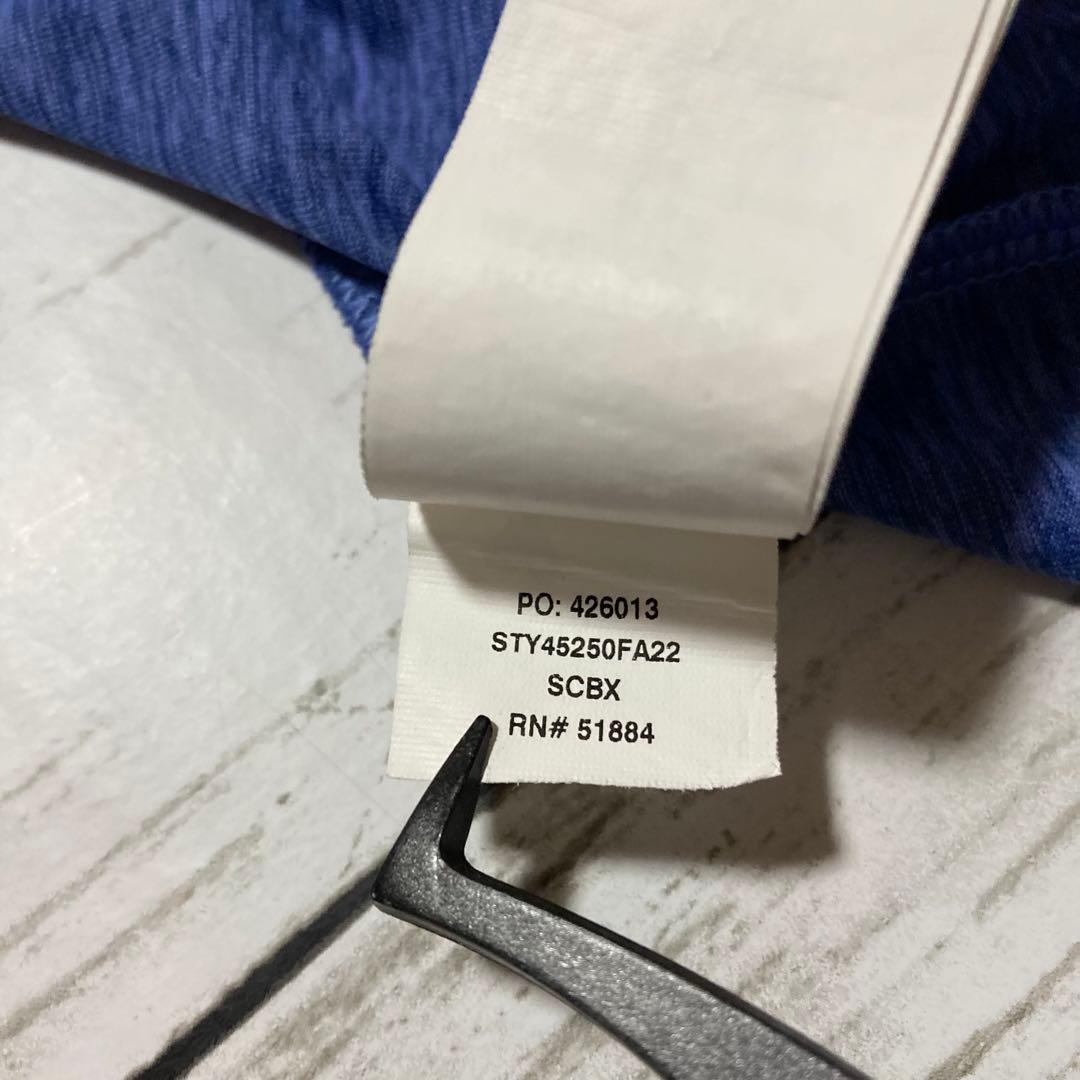 PO: 426013
STY45250FA22
SCBX
RN# 51884